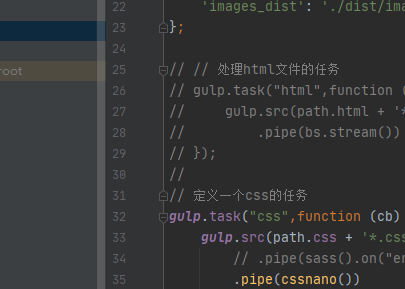 22 'images_dist': './dist/ima
23 };
24
25 // // 处理html文件的任务
root
26 // gulp.task("html",function (
27 // gulp.src(path.html + '*
28 // .pipe(bs.stream())
29 // });
30 //
31 // 定义一个css的任务
32 gulp.task("css",function (cb)
33 gulp.src(path.css + '*.css
34 // .pipe(sass().on("er
35 .pipe(cssnano())